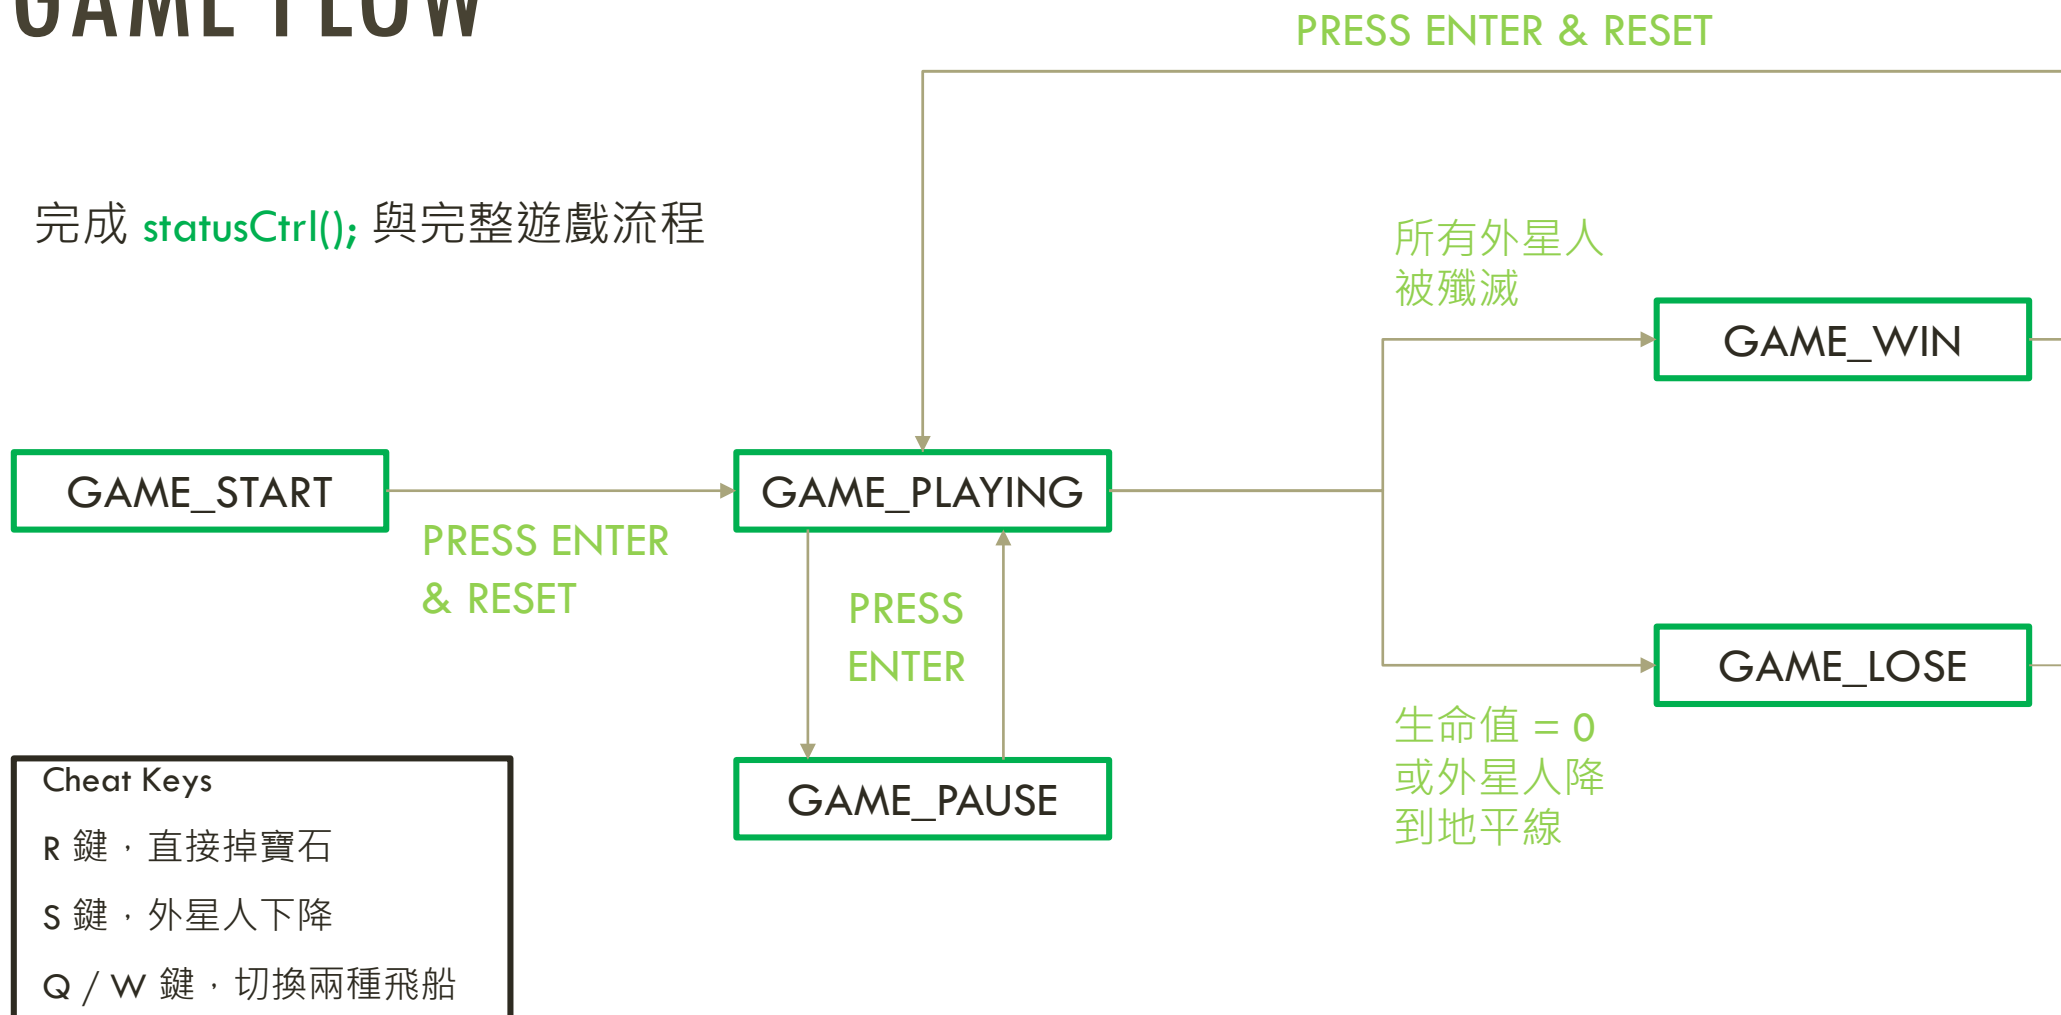 GAME FLOW
PRESS ENTER & RESET
完成 statusCtrl(); 與完整遊戲流程
所有外星人
被殲滅
GAME_WIN
GAME_START
GAME_PLAYING
PRESS ENTER
& RESET
PRESS
ENTER
GAME_LOSE
生命值 = 0
或外星人降
到地平線
GAME_PAUSE
Cheat Keys
R 鍵，直接掉寶石
S 鍵，外星人下降
Q / W 鍵，切換兩種飛船